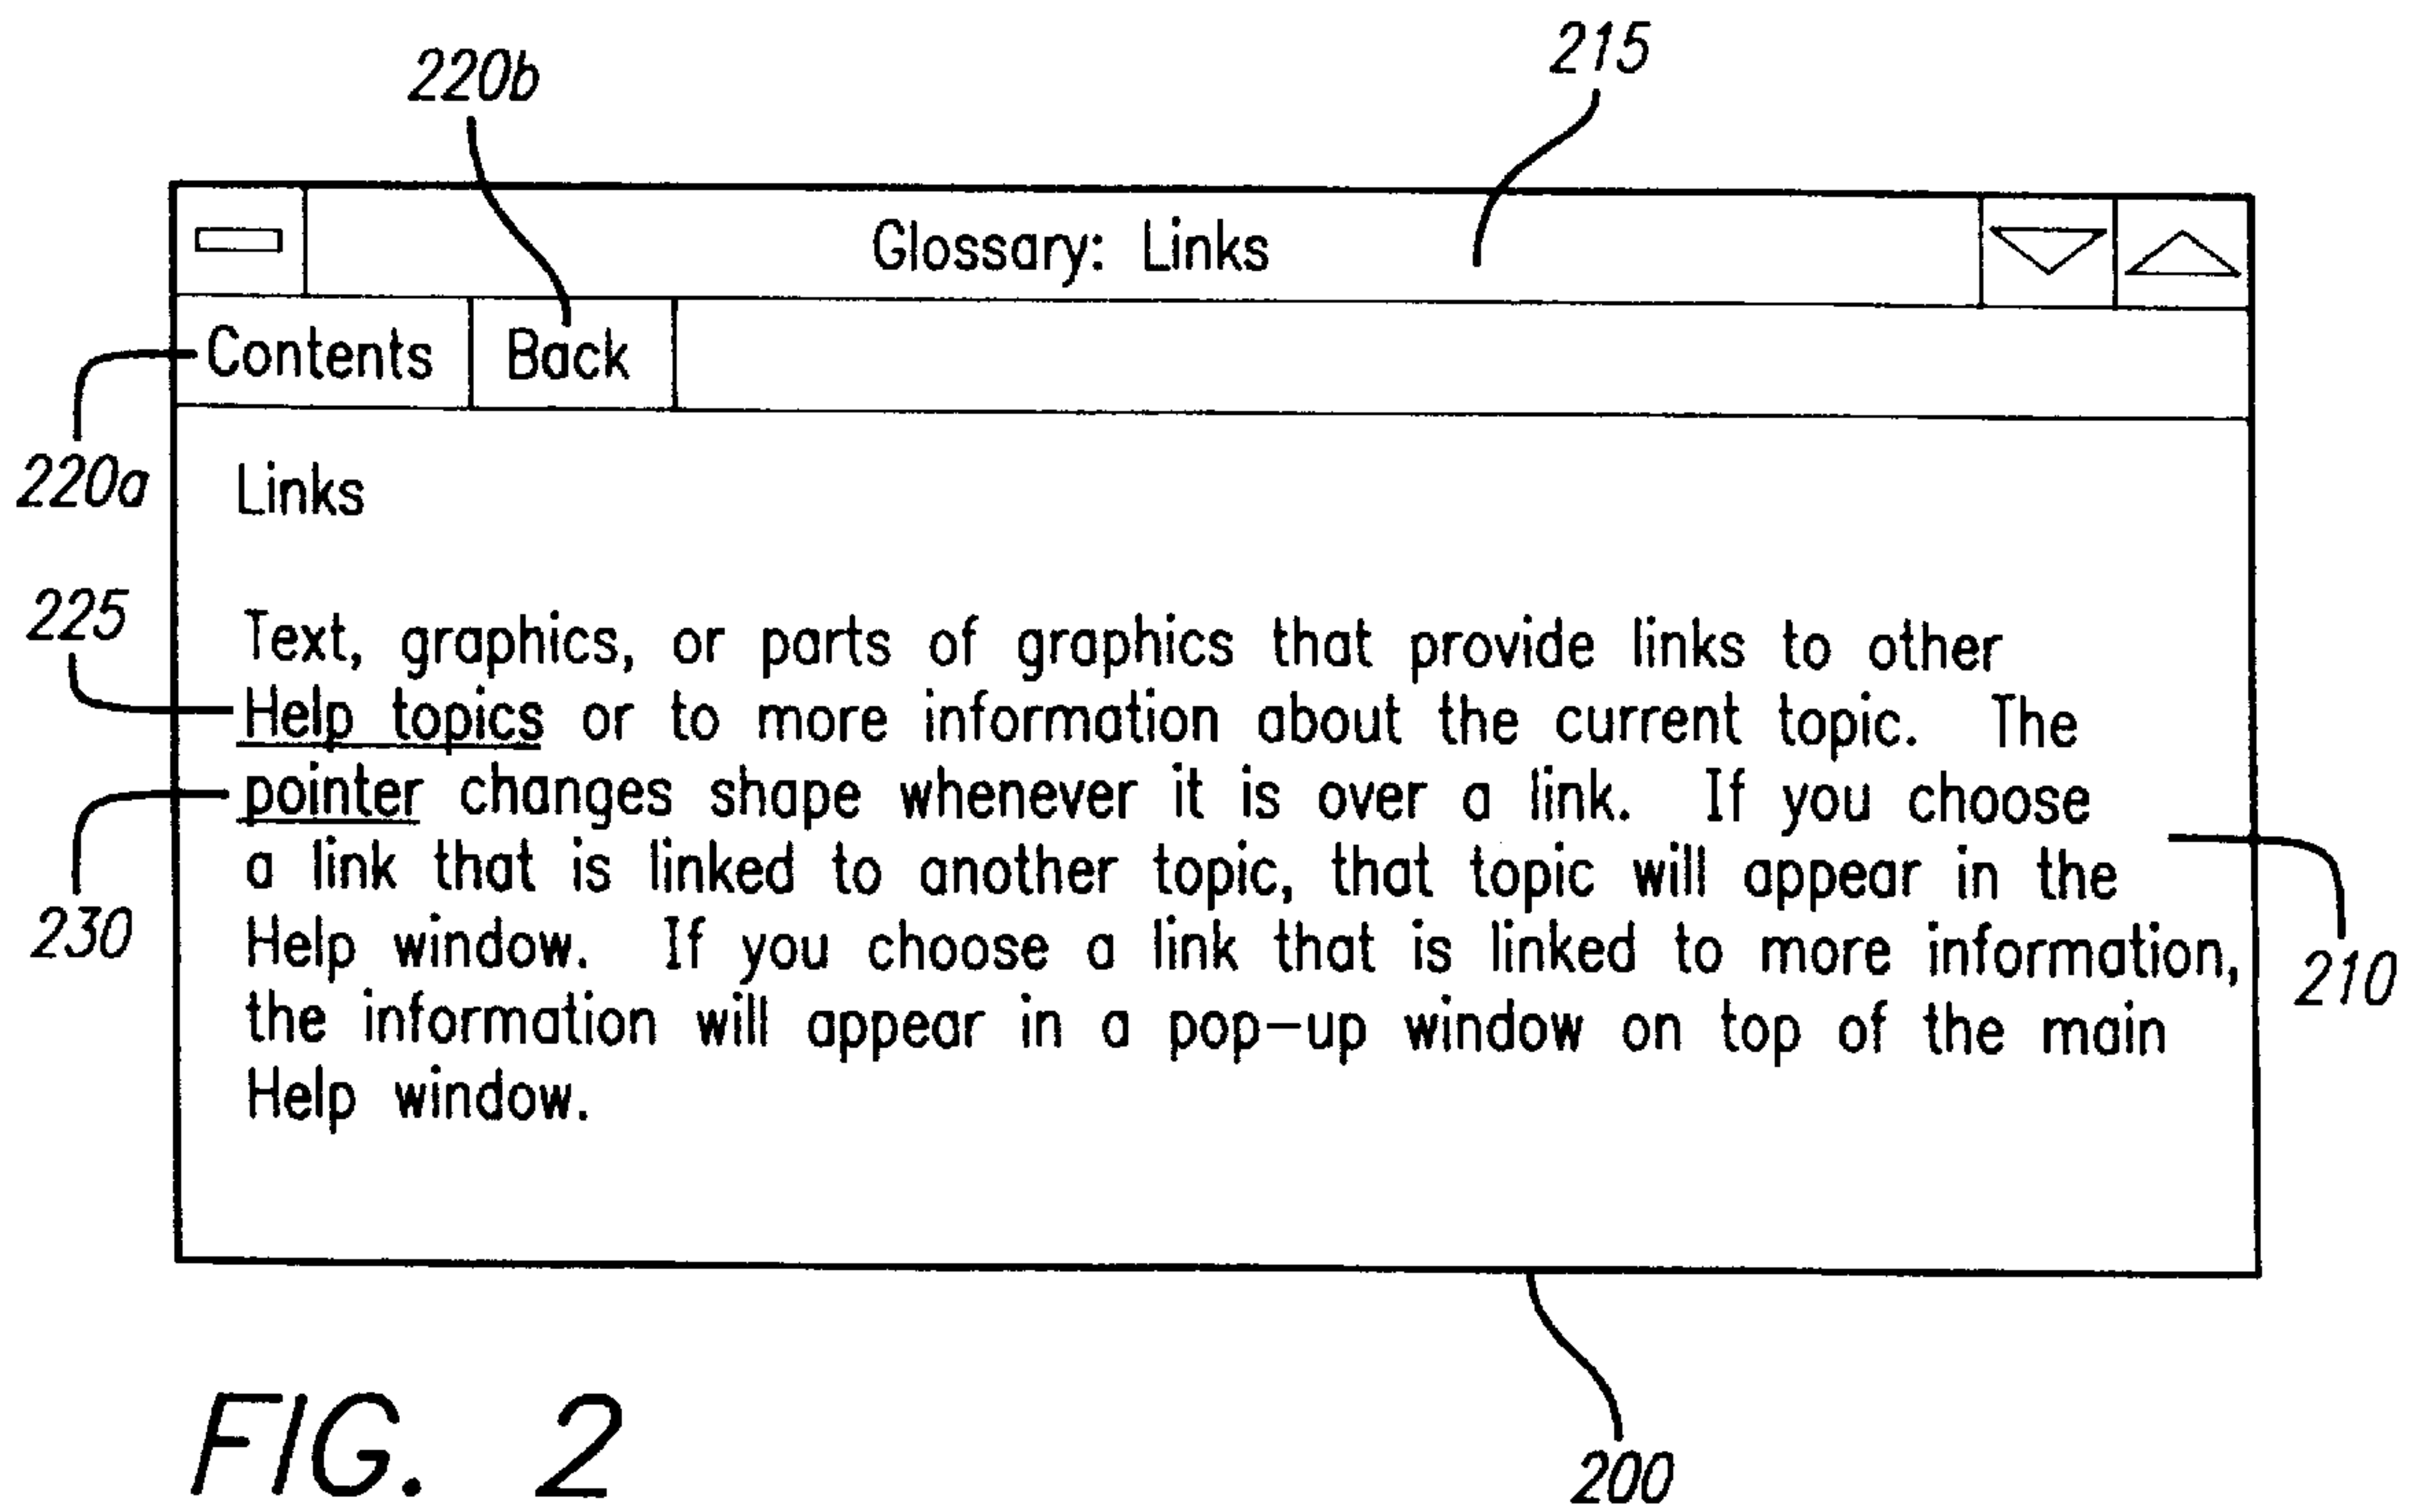 220b
215
Glossary: Links
Contents Back
220a
Links
225
Text, graphics, or parts of graphics that provide links to other
Help topics or to more information about the current topic. The
pointer changes shape whenever it is over a link. If you choose
a link that is linked to another topic, that topic will appear in the
230
Help window. If you choose a link that is linked to more information,
210
the information will appear in a pop-up window on top of the main
Help window.
200
FIG. 2